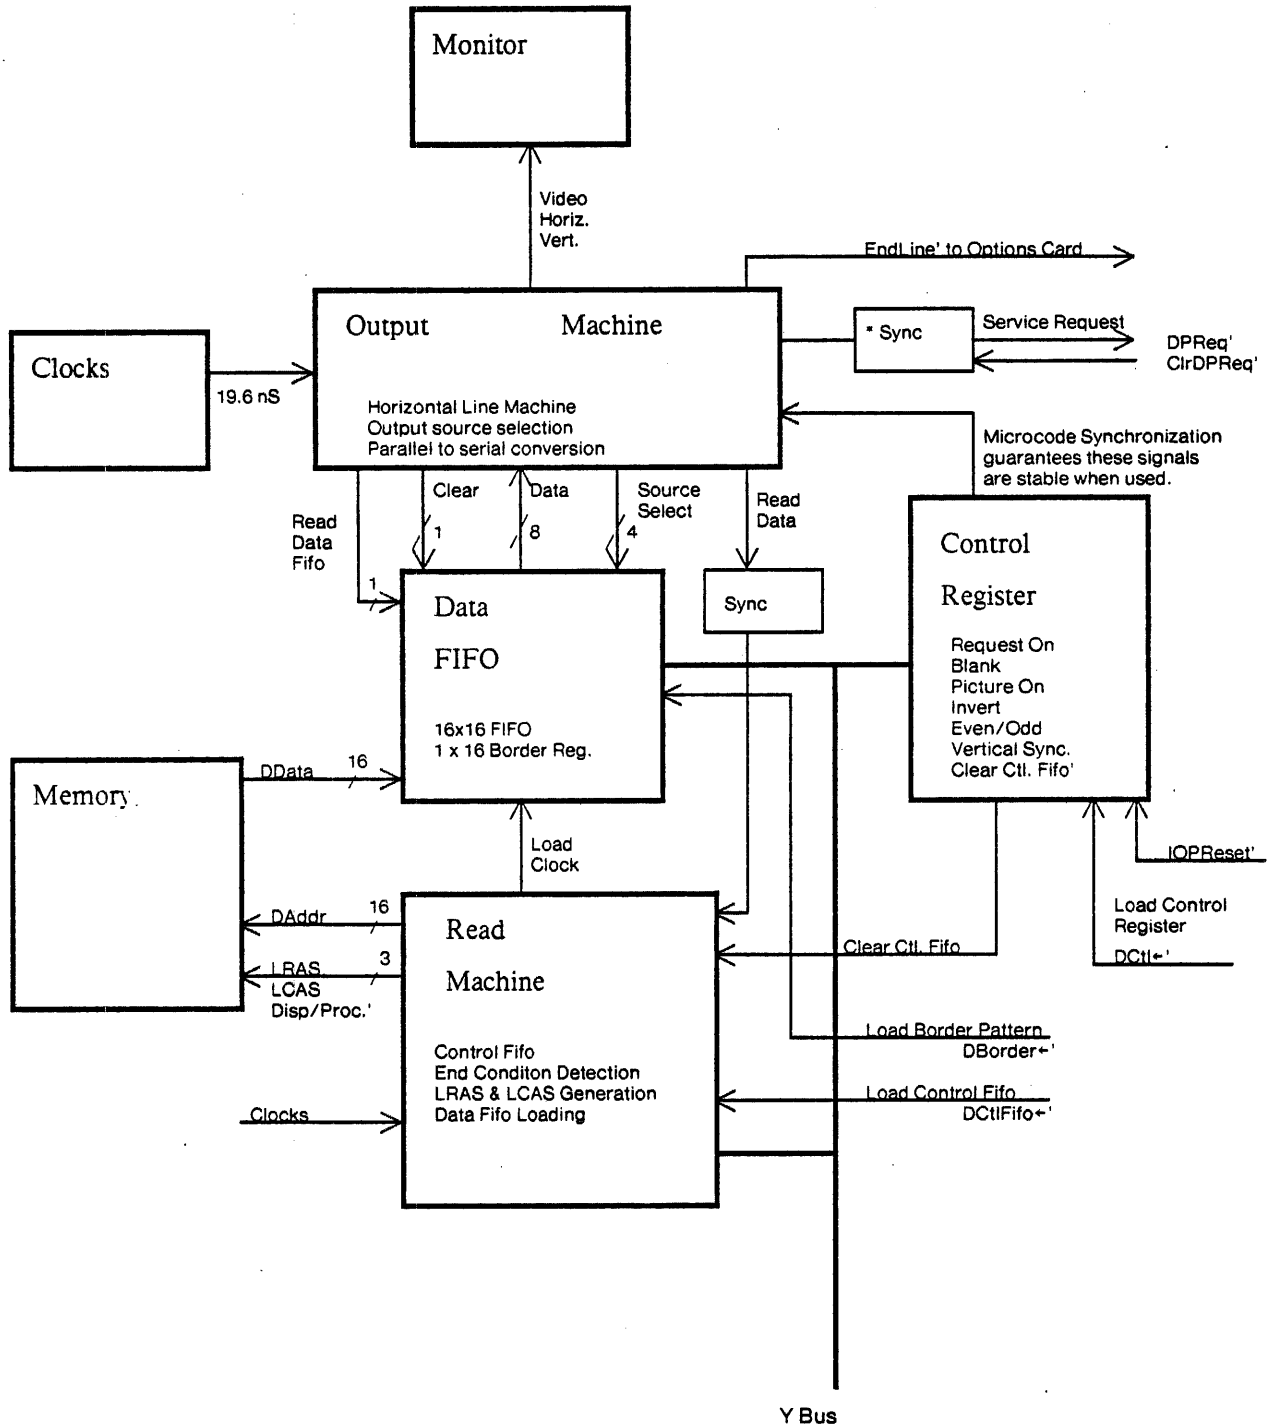 Monitor
Video
Horiz.
Vert.
EndLine' to Options Card
Output Machine
* Sync
Service Request
DPReq'
ClrDPReq'
Clocks
19.6 nS
Horizontal Line Machine
Output source selection
Parallel to serial conversion
Microcode Synchronization
guarantees these signals
are stable when used.
Clear
Data
Source
Select
Read
Data
Read
Data
Fifo
1
8
4
1
Sync
Control
Register
Request On
Blank
Picture On
Invert
Even/Odd
Vertical Sync.
Clear Ctl. Fifo'
Data
FIFO
16x16 FIFO
1 x 16 Border Reg.
DData
16
Memory
Load
Clock
IOPReset'
Load Control
Register
DCtl←'
DAddr
16
LRAS
3
LCAS
Disp/Proc.'
Read
Machine
Clear Ctl. Fifo
Load Border Pattern
DBorder←'
Control Fifo
End Conditon Detection
LRAS & LCAS Generation
Data Fifo Loading
Load Control Fifo
DCtlFifo←'
Clocks
Y Bus